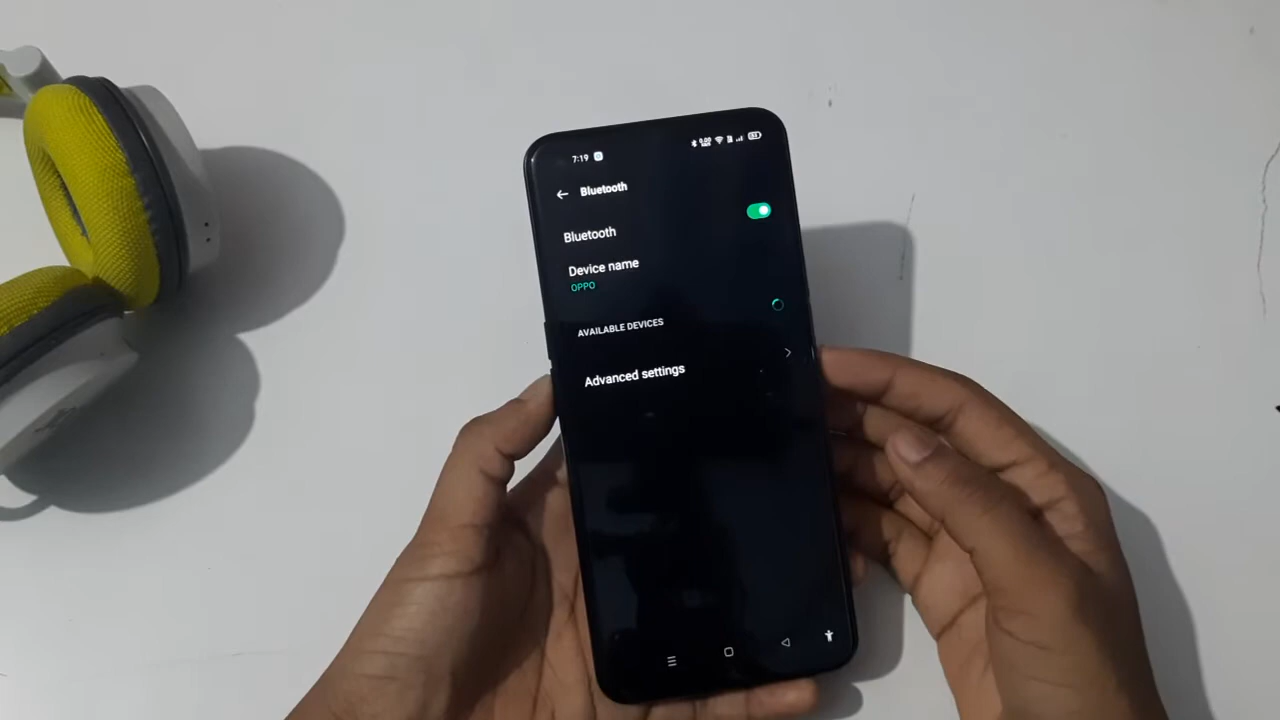 7:19
Bluetooth
Bluetooth
Device name
OPPO
AVAILABLE DEVICES
Advanced settings